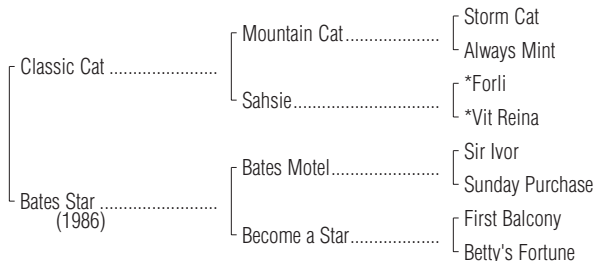 Storm Cat
Mountain Cat
Always Mint
Classic Cat
*Forli
Sahsie
*Vit Reina
Sir Ivor
Bates Motel
Sunday Purchase
Bates Star
(1986)
First Balcony
Become a Star
Betty's Fortune